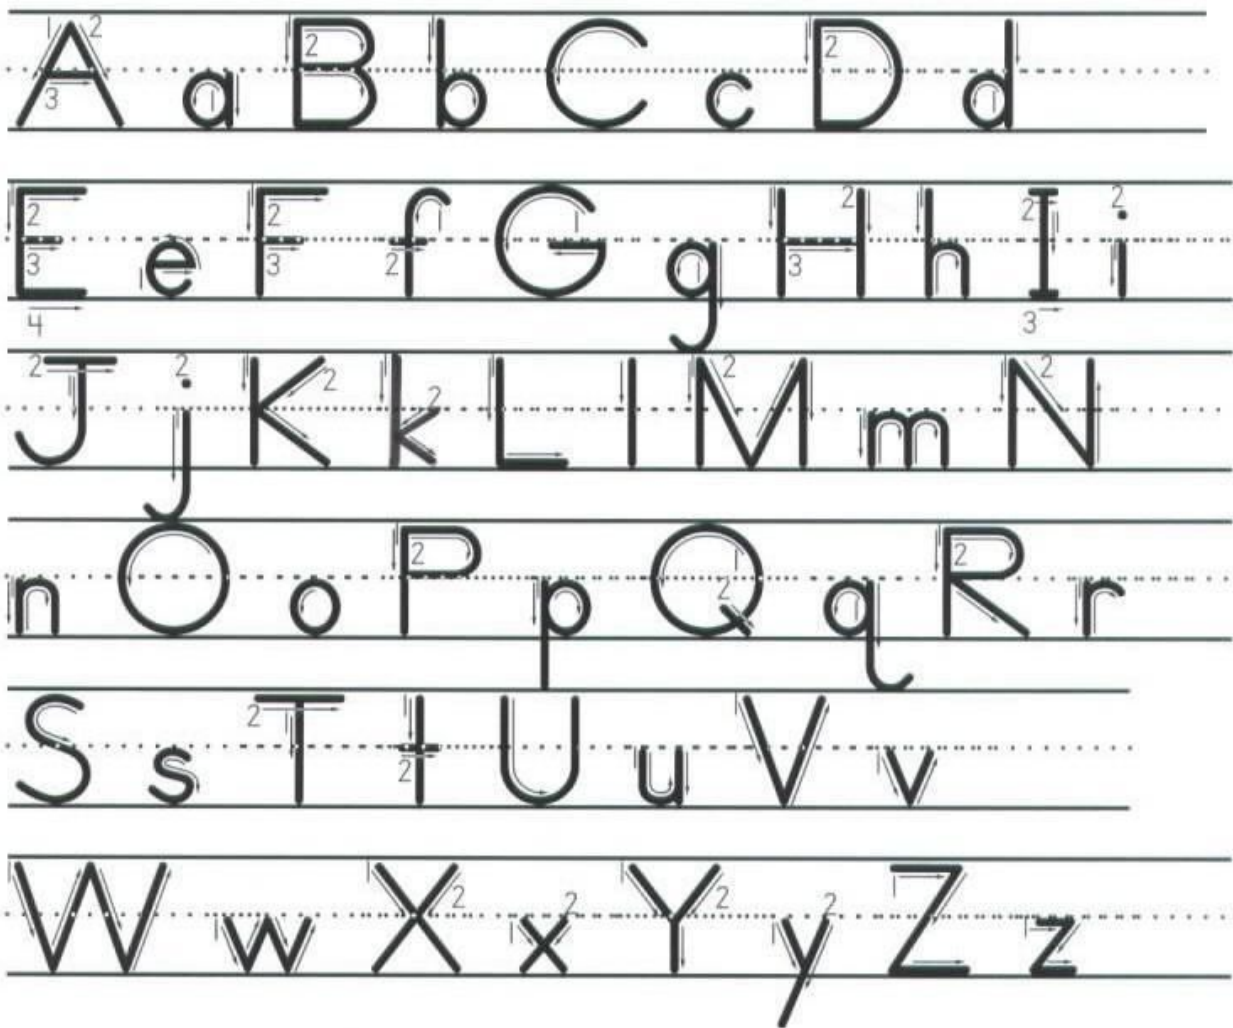 A a B b C c D d
E e F f G g H h I i
J j K k L l M m N
n O o P p Q q R r
S s T t U u V v
W w X x Y y Z z